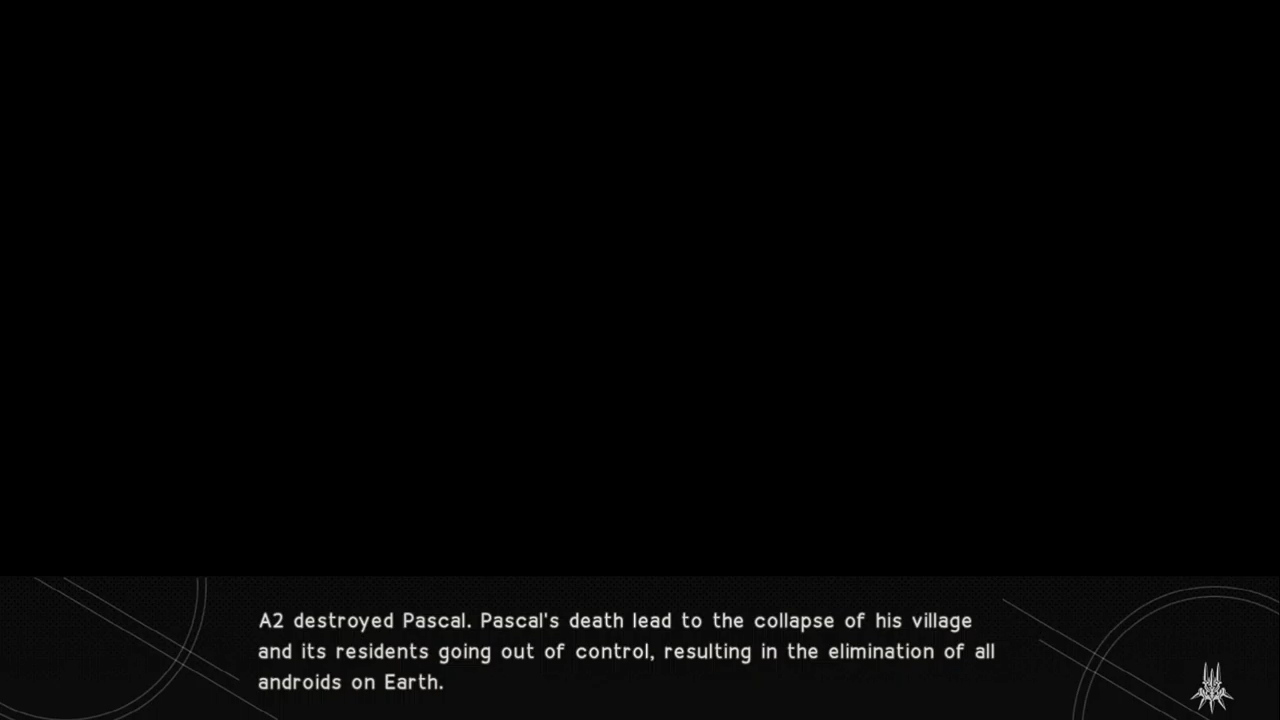 A2 destroyed Pascal. Pascal's death lead to the collapse of his village
and its residents going out of control, resulting in the elimination of all
androids on Earth.